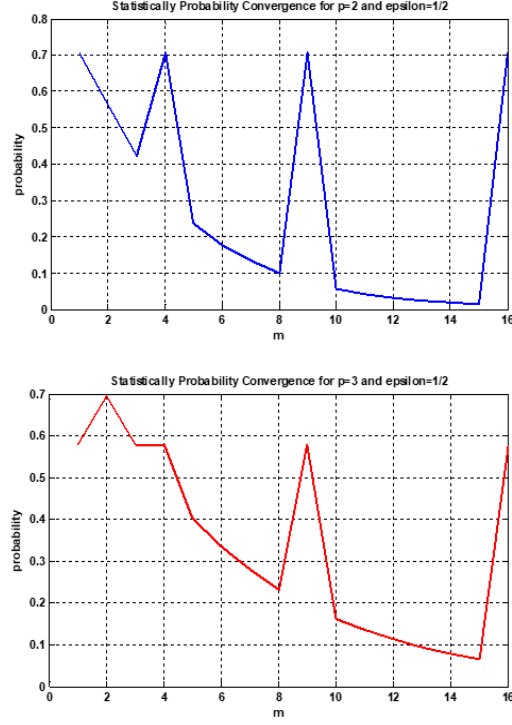 Statistically Probability Convergence for p=2 and epsilon=1/2
0.8
0.7
0.6
0.5
0.4
0.3
0.2
0.1
0
probability
0 2 4 6 8 10 12 14 16
m
Statistically Probability Convergence for p=3 and epsilon=1/2
0.7
0.6
0.5
0.4
0.3
0.2
0.1
0
probability
0 2 4 6 8 10 12 14 16
m